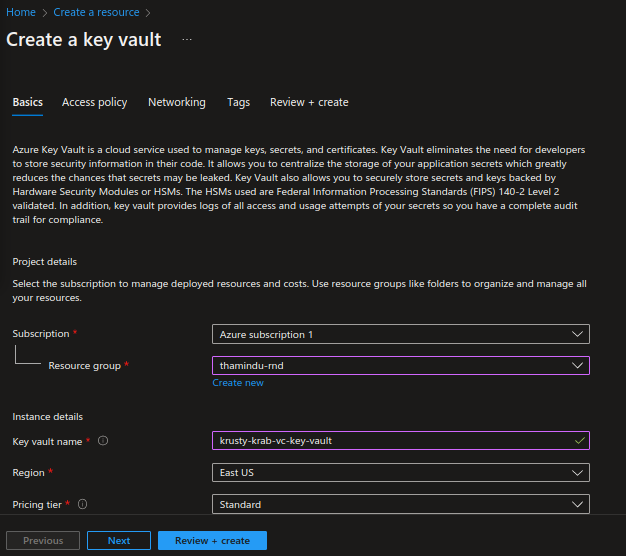 Home > Create a resource >
Create a key vault ...
Basics Access policy Networking Tags Review + create
Azure Key Vault is a cloud service used to manage keys, secrets, and certificates. Key Vault eliminates the need for developers
to store security information in their code. It allows you to centralize the storage of your application secrets which greatly
reduces the chances that secrets may be leaked. Key Vault also allows you to securely store secrets and keys backed by
Hardware Security Modules or HSMs. The HSMs used are Federal Information Processing Standards (FIPS) 140-2 Level 2
validated. In addition, key vault provides logs of all access and usage attempts of your secrets so you have a complete audit
trail for compliance.
Project details
Select the subscription to manage deployed resources and costs. Use resource groups like folders to organize and manage all
your resources.
Subscription * Azure subscription 1
Resource group * thamindu-rnd
Create new
Instance details
Key vault name * krusty-krab-vc-key-vault
Region * East US
Pricing tier * Standard
Previous Next Review + create